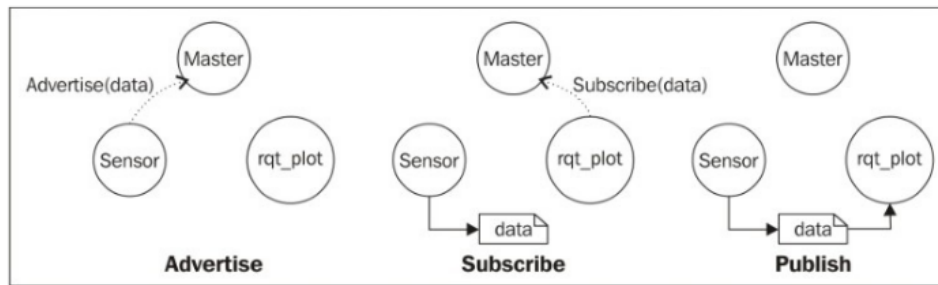 Master
Advertise(data)
Sensor
rqt_plot
Advertise
Master
Subscribe(data)
Sensor
rqt_plot
data
Subscribe
Master
Sensor
rqt_plot
data
Publish